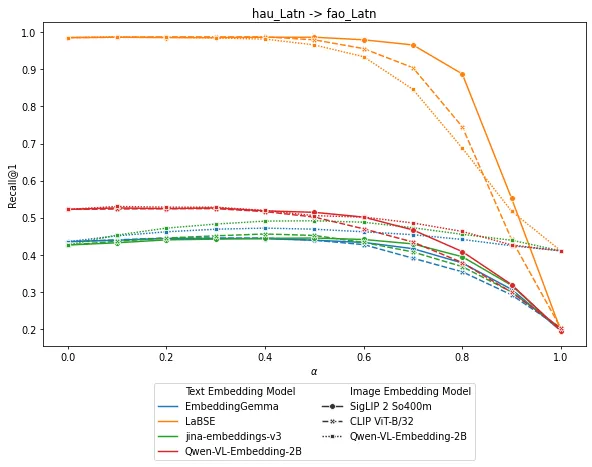 hau_Latn -> fao_Latn
Recall@1
1.0
0.9
0.8
0.7
0.6
0.5
0.4
0.3
0.2
0.0 0.2 0.4 0.6 0.8 1.0
α
Text Embedding Model Image Embedding Model
EmbeddingGemma SigLIP 2 So400m
LaBSE CLIP ViT-B/32
jina-embeddings-v3 Qwen-VL-Embedding-2B
Qwen-VL-Embedding-2B